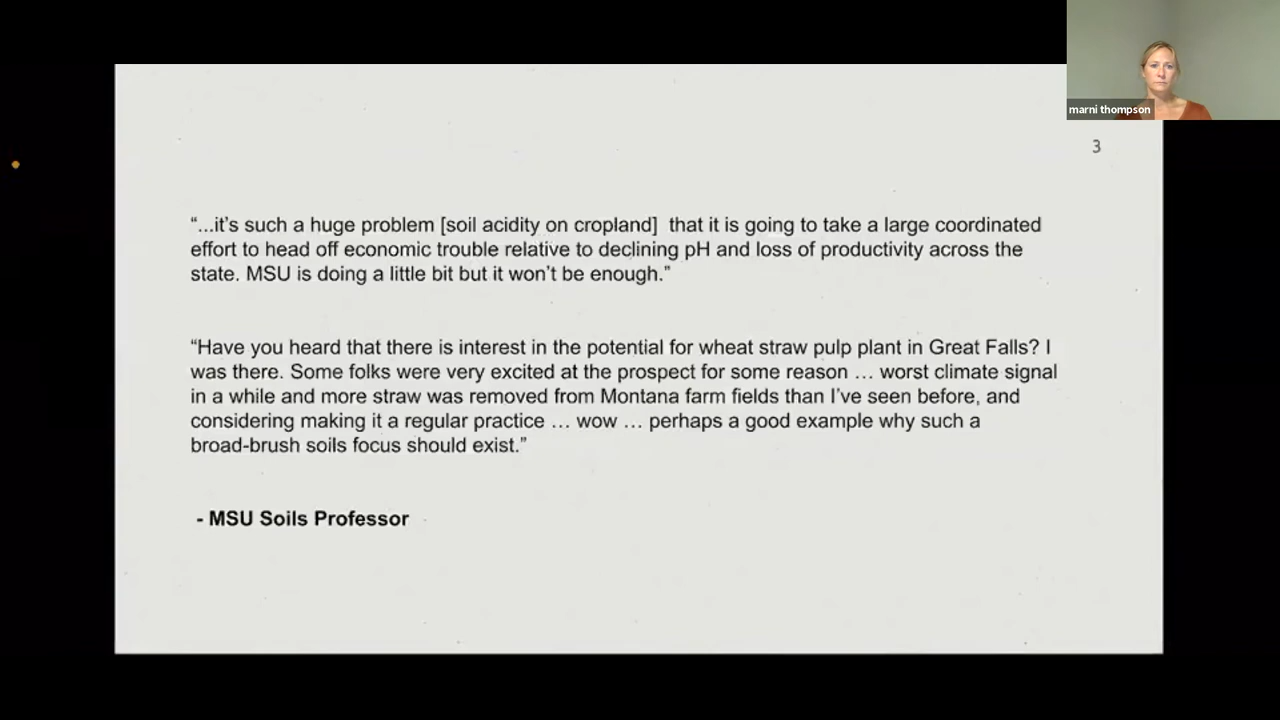 marni thompson
3
“...it’s such a huge problem [soil acidity on cropland]  that it is going to take a large coordinated
effort to head off economic trouble relative to declining pH and loss of productivity across the
state. MSU is doing a little bit but it won’t be enough.”
“Have you heard that there is interest in the potential for wheat straw pulp plant in Great Falls? I
was there. Some folks were very excited at the prospect for some reason … worst climate signal
in a while and more straw was removed from Montana farm fields than I’ve seen before, and
considering making it a regular practice … wow … perhaps a good example why such a
broad-brush soils focus should exist.”
- MSU Soils Professor